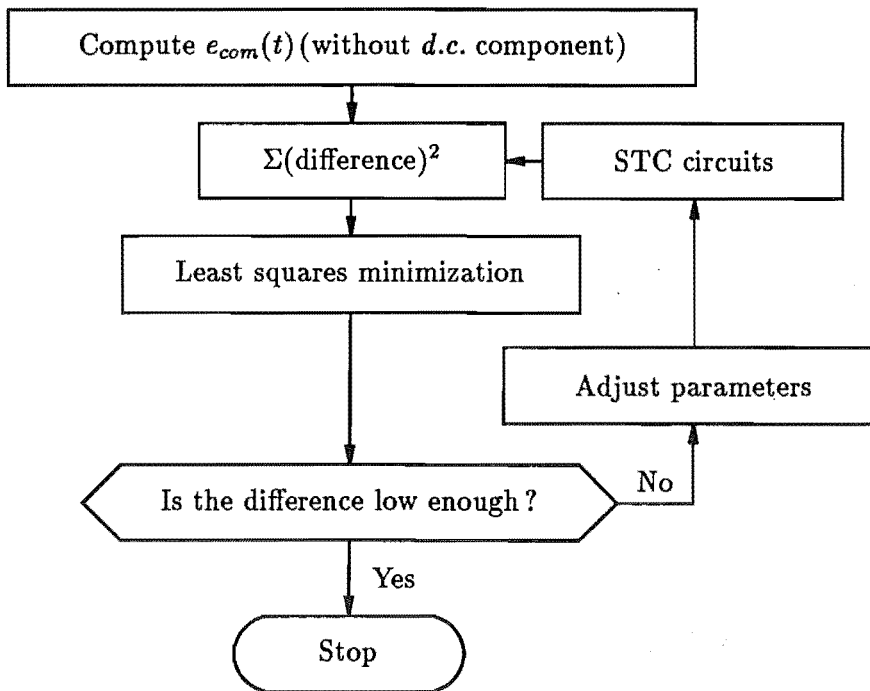 Compute e_com(t) (without d.c. component)
Σ(difference)²
STC circuits
Least squares minimization
Adjust parameters
Is the difference low enough?
No
Yes
Stop